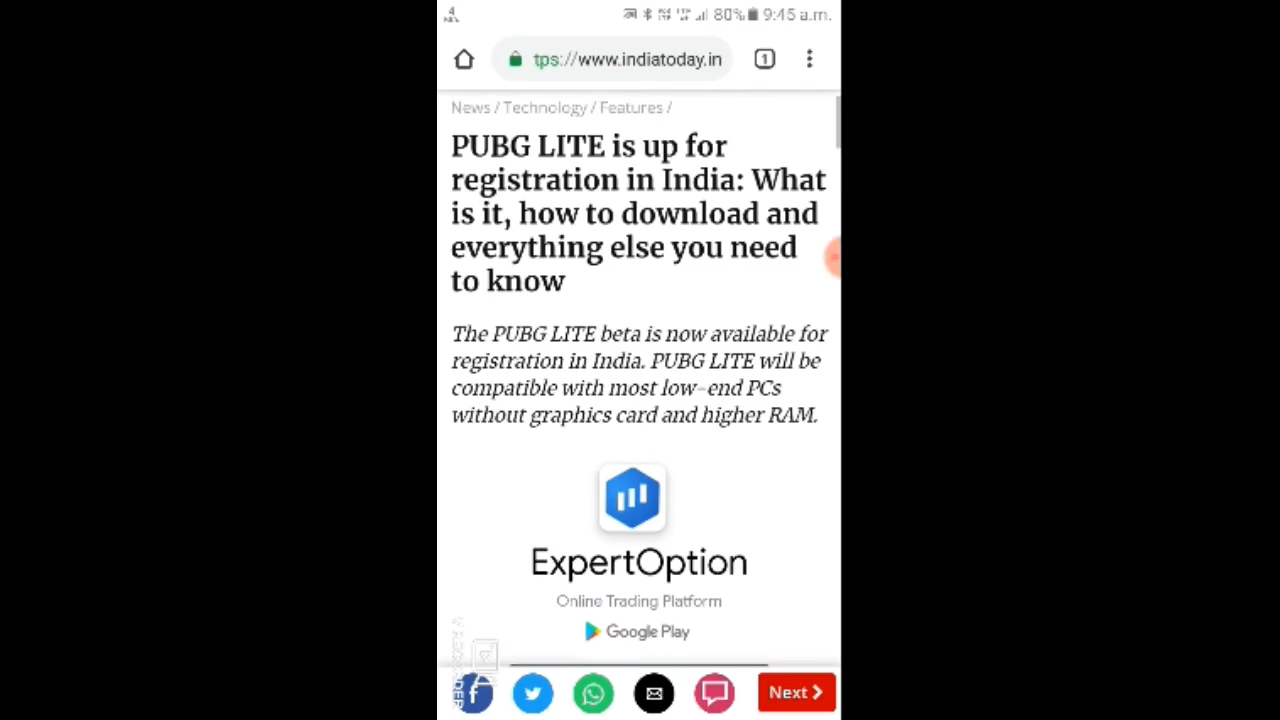 80% 9:45 a.m.
tps://www.indiatoday.in 1
News / Technology / Features /
PUBG LITE is up for
registration in India: What
is it, how to download and
everything else you need
to know
The PUBG LITE beta is now available for
registration in India. PUBG LITE will be
compatible with most low-end PCs
without graphics card and higher RAM.
ExpertOption
Online Trading Platform
Google Play
Next